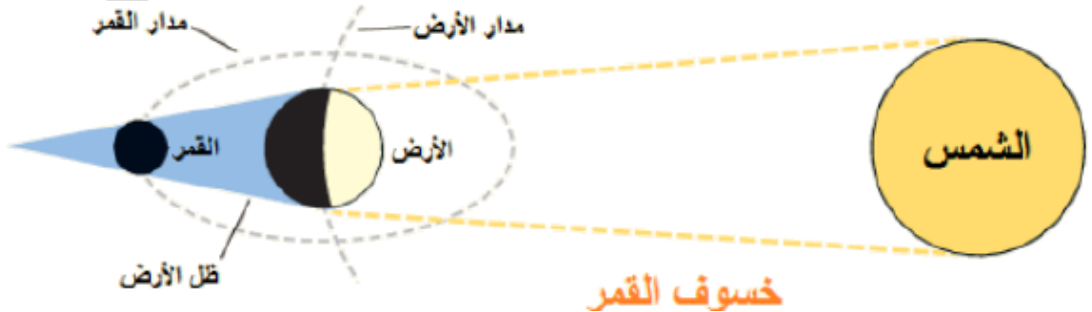 مدار الأرض
مدار القمر
الشمس
الأرض
القمر
ظل الأرض
خسوف القمر